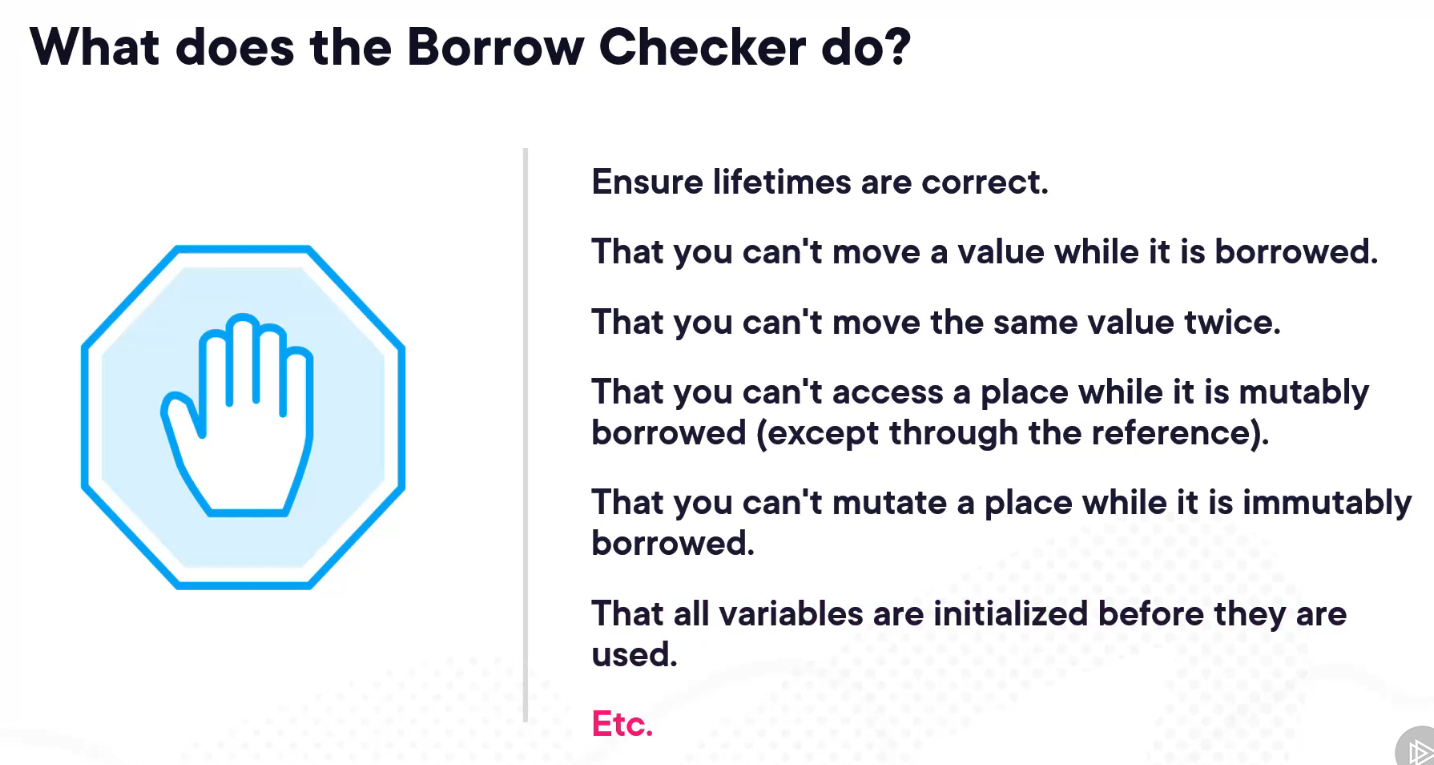 What does the Borrow Checker do?
Ensure lifetimes are correct.
That you can't move a value while it is borrowed.
That you can't move the same value twice.
That you can't access a place while it is mutably
borrowed (except through the reference).
That you can't mutate a place while it is immutably
borrowed.
That all variables are initialized before they are
used.
Etc.